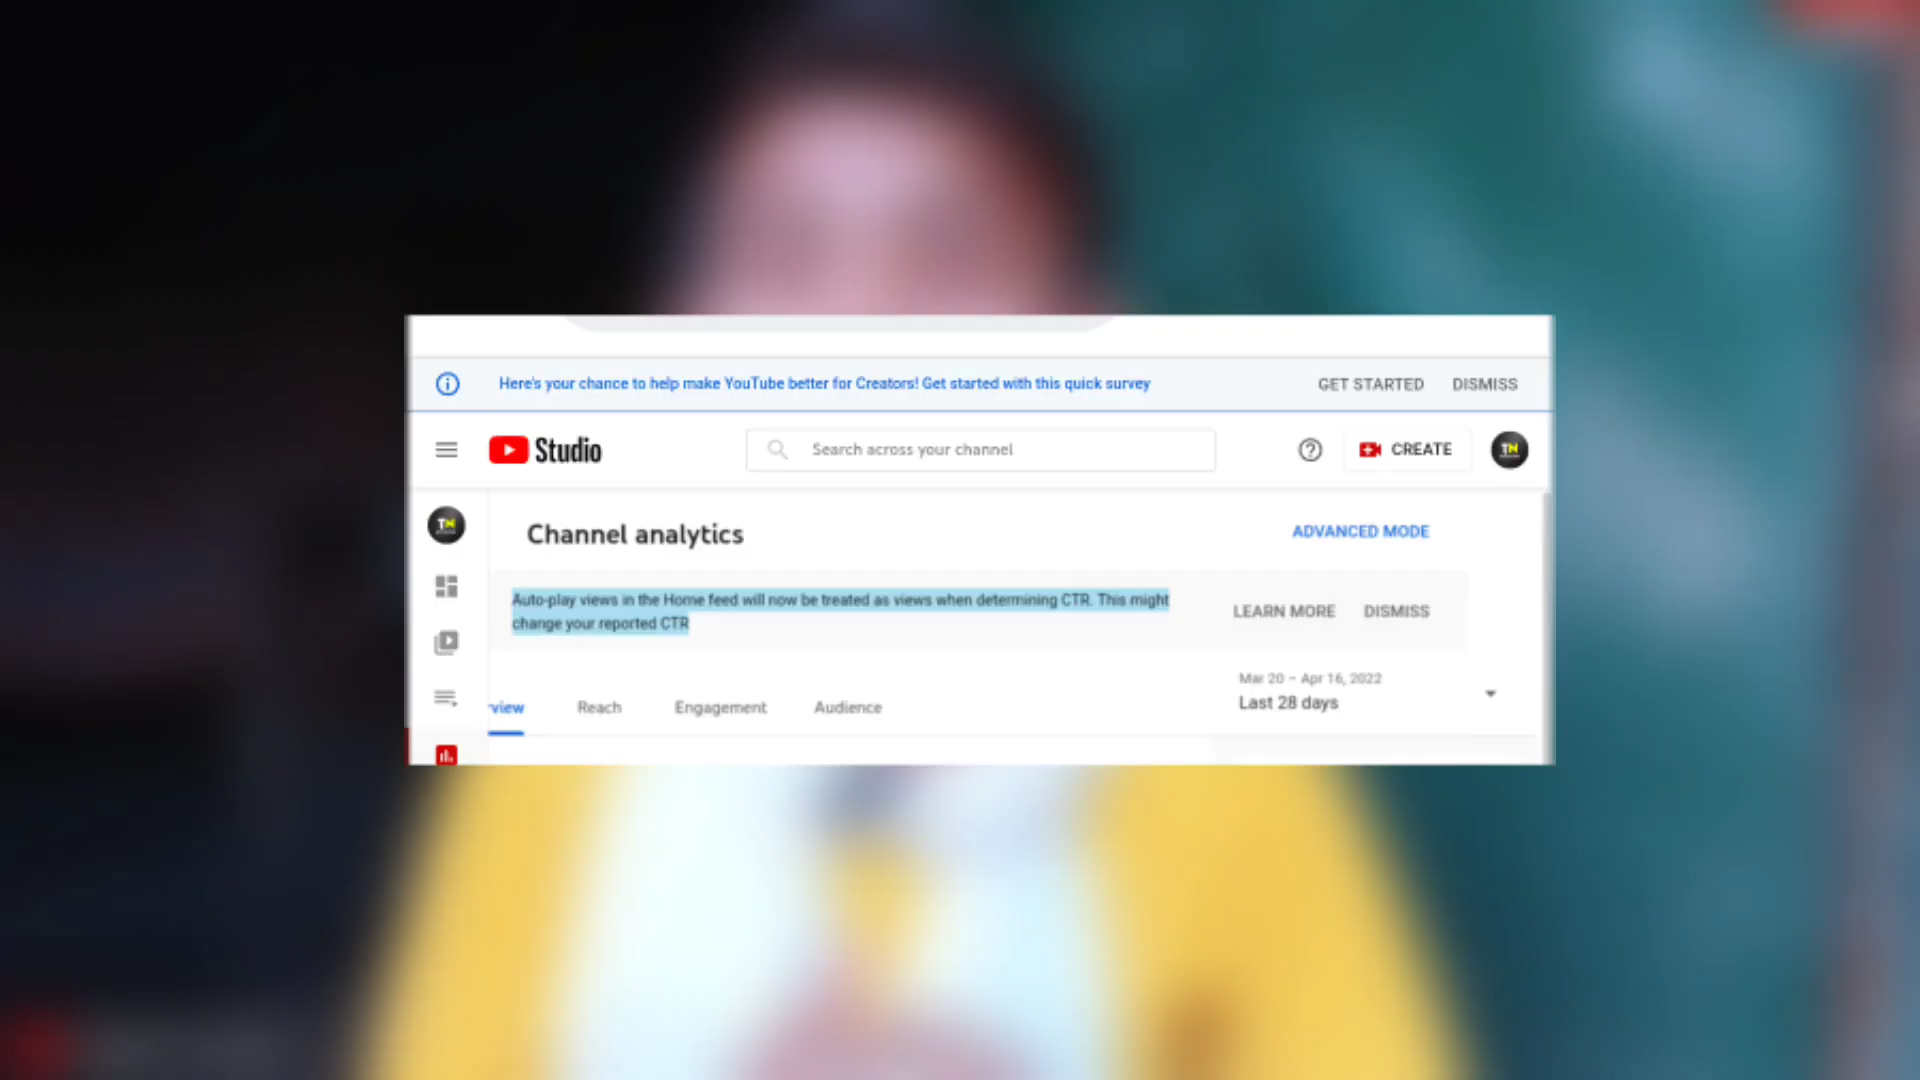 Here's your chance to help make YouTube better for Creators! Get started with this quick survey GET STARTED DISMISS
Studio Search across your channel CREATE TN
TN
Channel analytics ADVANCED MODE
Auto-play views in the Home feed will now be treated as views when determining CTR. This might
change your reported CTR
LEARN MORE DISMISS
Mar 20 – Apr 16, 2022
Last 28 days
view Reach Engagement Audience